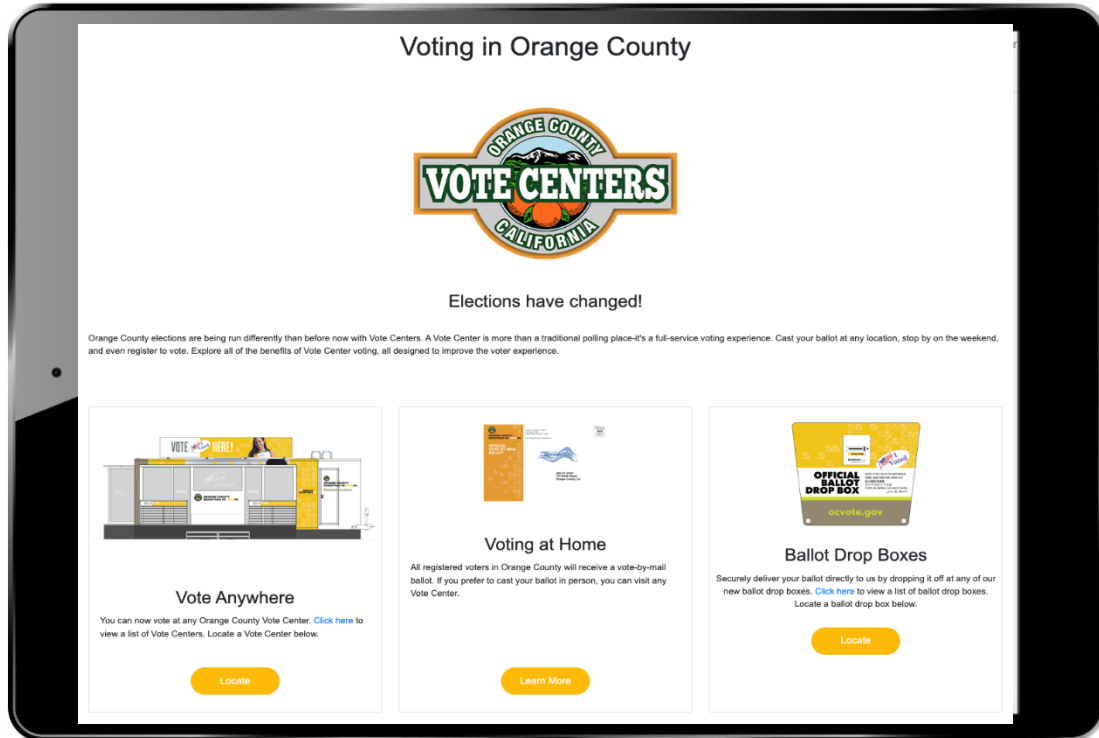 Voting in Orange County
ORANGE COUNTY
VOTE CENTERS
CALIFORNIA
Elections have changed!
Orange County elections are being run differently than before now with Vote Centers. A Vote Center is more than a traditional polling place-it's a full-service voting experience. Cast your ballot at any location, stop by on the weekend,
and even register to vote. Explore all of the benefits of Vote Center voting, all designed to improve the voter experience.
VOTE I Voted HERE!
Vote Anywhere
You can now vote at any Orange County Vote Center. Click here to
view a list of Vote Centers. Locate a Vote Center below.
Locate
OFFICIAL
VOTE-BY-MAIL
BALLOT
Voting at Home
All registered voters in Orange County will receive a vote-by-mail
ballot. If you prefer to cast your ballot in person, you can visit any
Vote Center.
Learn More
I Voted
OFFICIAL
BALLOT
DROP BOX
ocvote.gov
Ballot Drop Boxes
Securely deliver your ballot directly to us by dropping it off at any of our
new ballot drop boxes. Click here to view a list of ballot drop boxes.
Locate a ballot drop box below.
Locate